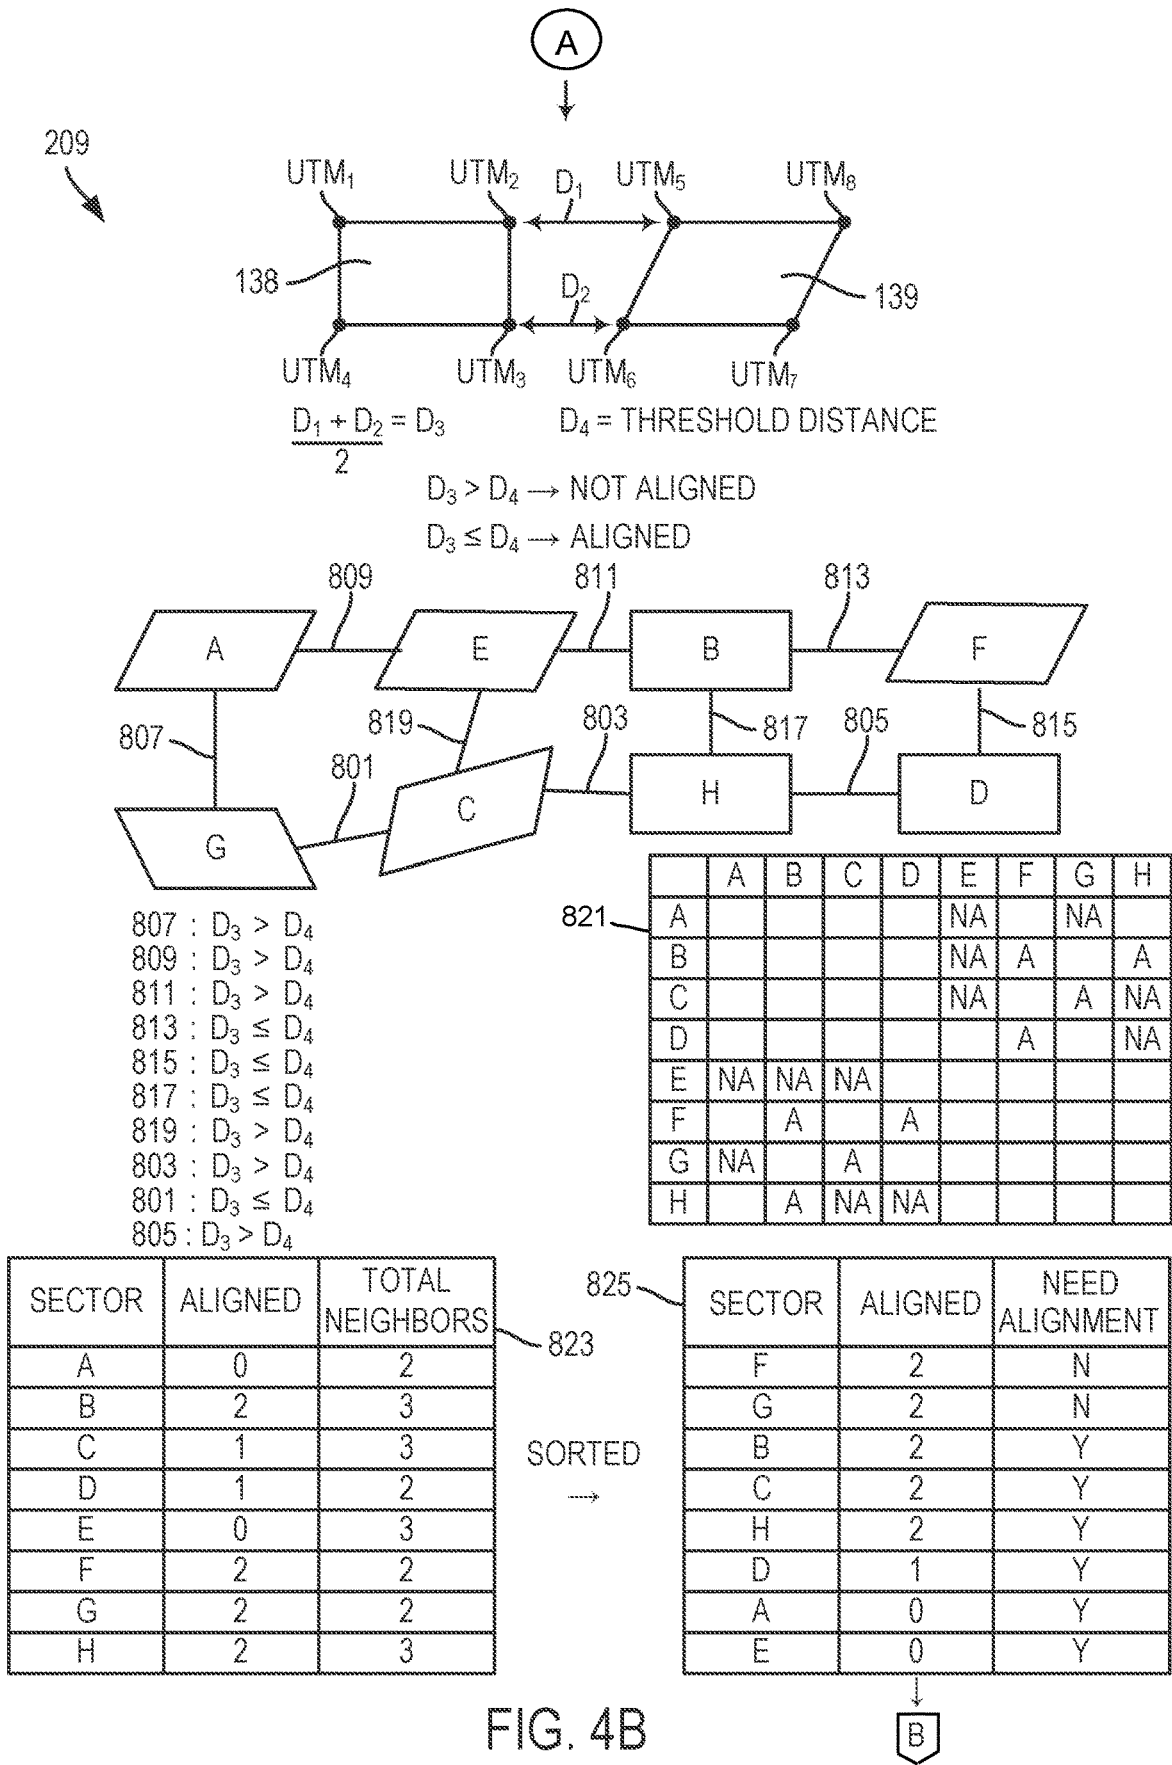 A
209
UTM₁ UTM₂ D₁ UTM₅ UTM₈
138 D₂ 139
UTM₄ UTM₃ UTM₆ UTM₇
D₁ + D₂ = D₃ D₄ = THRESHOLD DISTANCE
2
D₃ > D₄ → NOT ALIGNED
D₃ ≤ D₄ → ALIGNED
809 811 813
A E B F
807 819 803 817 805 815
801
G C H D
807 : D₃ > D₄
809 : D₃ > D₄
811 : D₃ > D₄
813 : D₃ ≤ D₄
815 : D₃ ≤ D₄
817 : D₃ ≤ D₄
819 : D₃ > D₄
803 : D₃ > D₄
801 : D₃ ≤ D₄
805 : D₃ > D₄
821
A B C D E F G H
A NA NA
B NA A A
C NA A NA
D A NA
E NA NA NA
F A A
G NA A
H A NA NA
SECTOR ALIGNED TOTAL NEIGHBORS
823
A 0 2
B 2 3
C 1 3
D 1 2
E 0 3
F 2 2
G 2 2
H 2 3
SORTED
→
825
SECTOR ALIGNED NEED ALIGNMENT
F 2 N
G 2 N
B 2 Y
C 2 Y
H 2 Y
D 1 Y
A 0 Y
E 0 Y
B
FIG. 4B